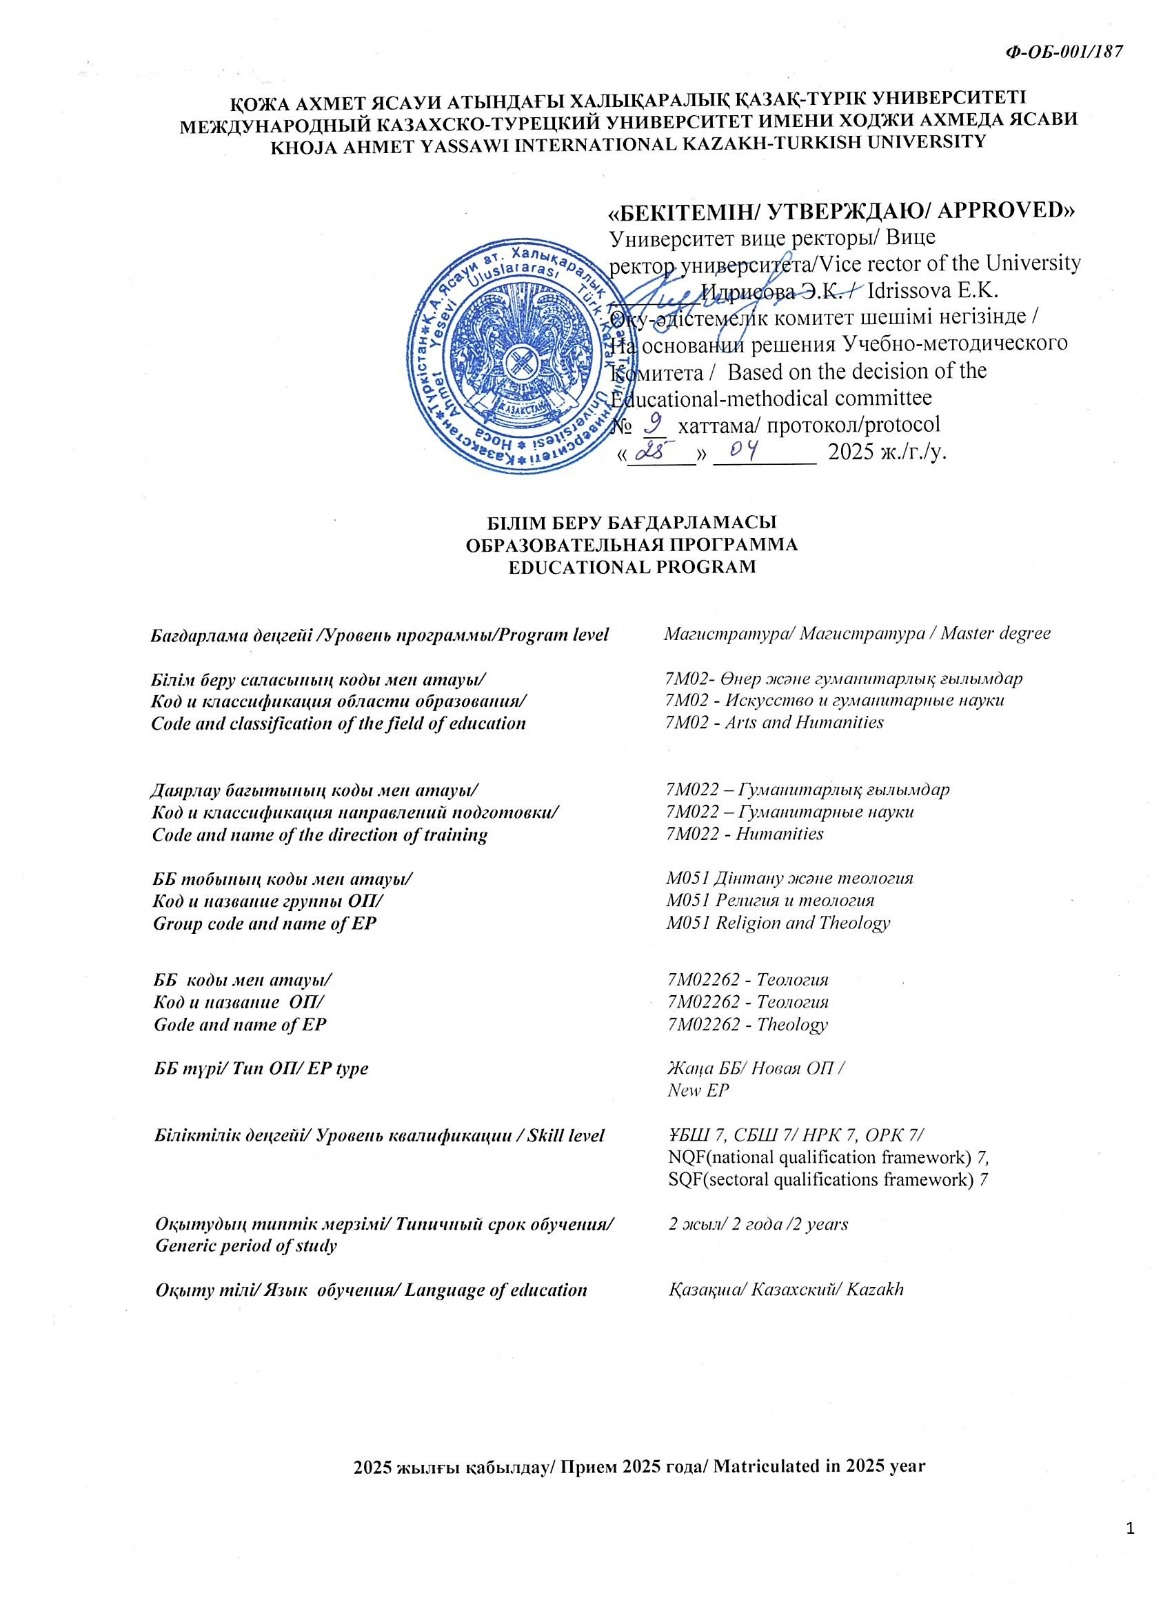 Ф-ОБ-001/187
ҚОЖА АХМЕТ ЯСАУИ АТЫНДАҒЫ ХАЛЫҚАРАЛЫҚ ҚАЗАҚ-ТҮРІК УНИВЕРСИТЕТІ
МЕЖДУНАРОДНЫЙ КАЗАХСКО-ТУРЕЦКИЙ УНИВЕРСИТЕТ ИМЕНИ ХОДЖИ АХМЕДА ЯСАВИ
KHOJA AHMET YASSAWI INTERNATIONAL KAZAKH-TURKISH UNIVERSITY
«БЕКІТЕМІН/ УТВЕРЖДАЮ/ APPROVED»
Университет вице ректоры/ Вице
ректор университета/Vice rector of the University
Идрисова Э.К. / Idrissova E.K.
Оқу-әдістемелік комитет шешімі негізінде /
На основании решения Учебно-методического
Комитета / Based on the decision of the
Educational-methodical committee
№ 9 хаттама/ протокол/protocol
«25» 04 2025 ж./г./y.
БІЛІМ БЕРУ БАҒДАРЛАМАСЫ
ОБРАЗОВАТЕЛЬНАЯ ПРОГРАММА
EDUCATIONAL PROGRAM
Бағдарлама деңгейі /Уровень программы/Program level Магистратура/ Магистратура / Master degree
Білім беру саласының коды мен атауы/ 7М02- Өнер және гуманитарлық ғылымдар
Код и классификация области образования/ 7М02 - Искусство и гуманитарные науки
Code and classification of the field of education 7M02 - Arts and Humanities
Даярлау бағытының коды мен атауы/ 7М022 – Гуманитарлық ғылымдар
Код и классификация направлений подготовки/ 7М022 – Гуманитарные науки
Code and name of the direction of training 7M022 - Humanities
ББ тобының коды мен атауы/ М051 Дінтану және теология
Код и название группы ОП/ М051 Религия и теология
Group code and name of EP M051 Religion and Theology
ББ коды мен атауы/ 7М02262 - Теология
Код и название ОП/ 7М02262 - Теология
Gode and name of EP 7M02262 - Theology
ББ түрі/ Тип ОП/ EP type Жаңа ББ/ Новая ОП /
New EP
Біліктілік деңгейі/ Уровень квалификации / Skill level ҰБШ 7, СБШ 7/ НРК 7, ОРК 7/
NQF(national qualification framework) 7,
SQF(sectoral qualifications framework) 7
Оқытудың типтік мерзімі/ Типичный срок обучения/ 2 жыл/ 2 года /2 years
Generic period of study
Оқыту тілі/ Язык обучения/ Language of education Қазақша/ Казахский/ Kazakh
2025 жылғы қабылдау/ Прием 2025 года/ Matriculated in 2025 year
1